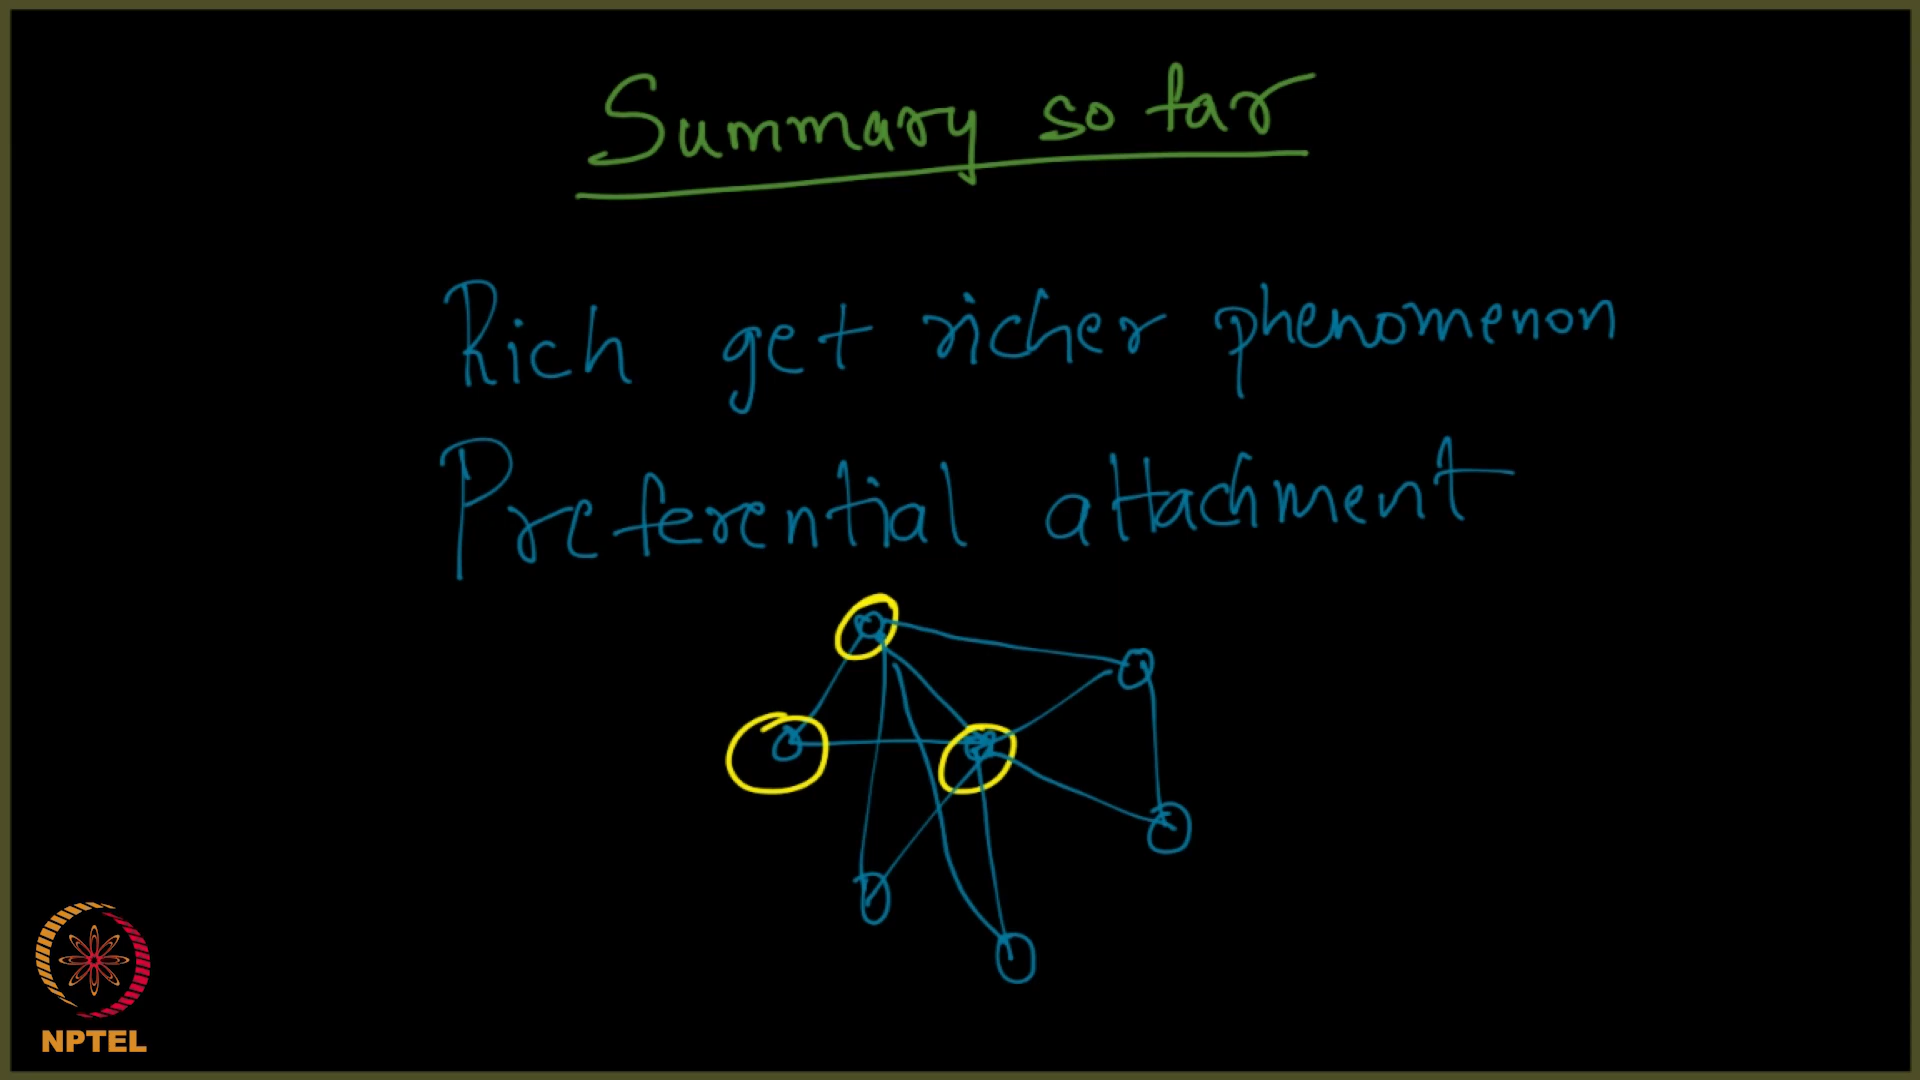 Summary so far
Rich get richer phenomenon
Preferential attachment
NPTEL